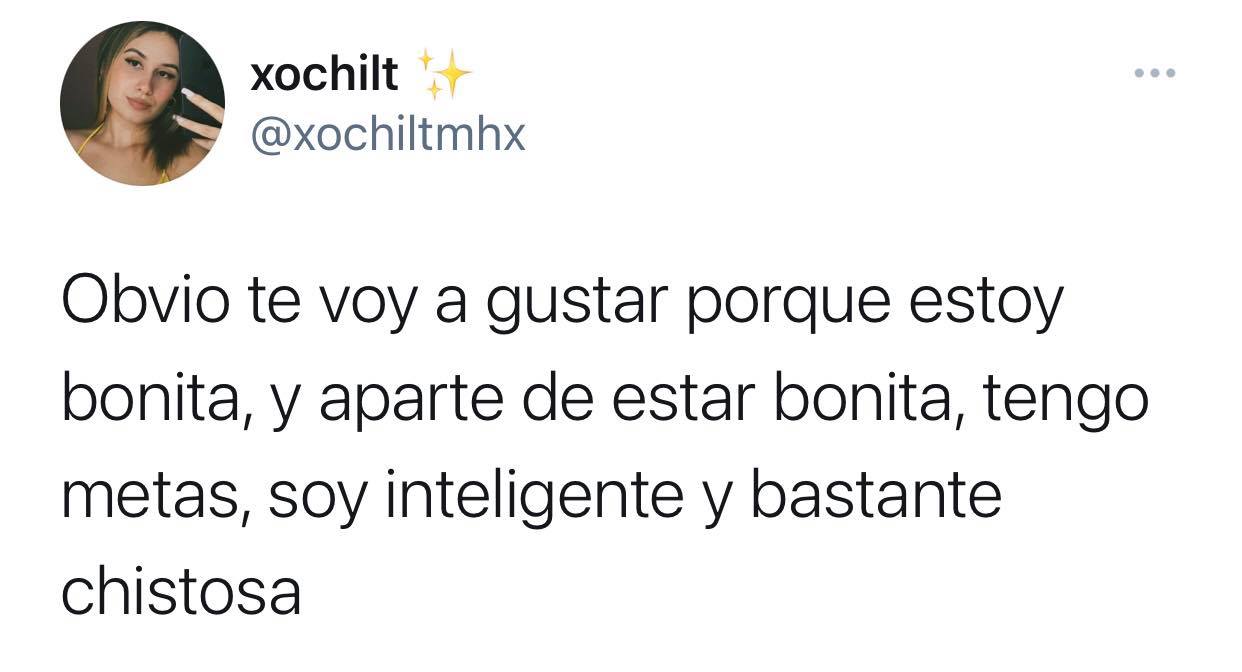 xochilt ✨
@xochiltmhx
Obvio te voy a gustar porque estoy
bonita, y aparte de estar bonita, tengo
metas, soy inteligente y bastante
chistosa